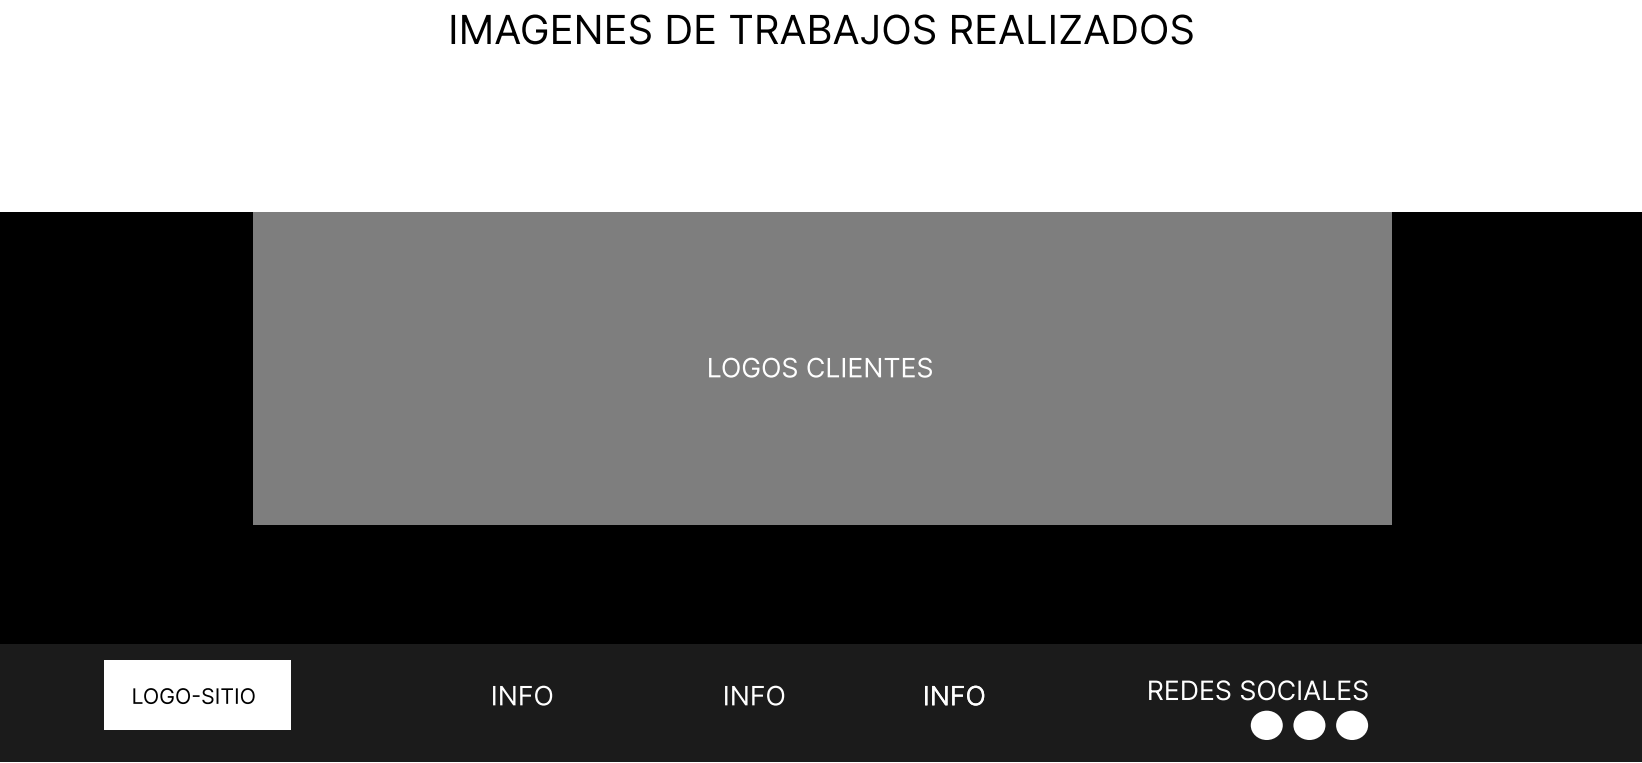 IMAGENES DE TRABAJOS REALIZADOS
LOGOS CLIENTES
LOGO-SITIO
INFO
INFO
INFO
REDES SOCIALES